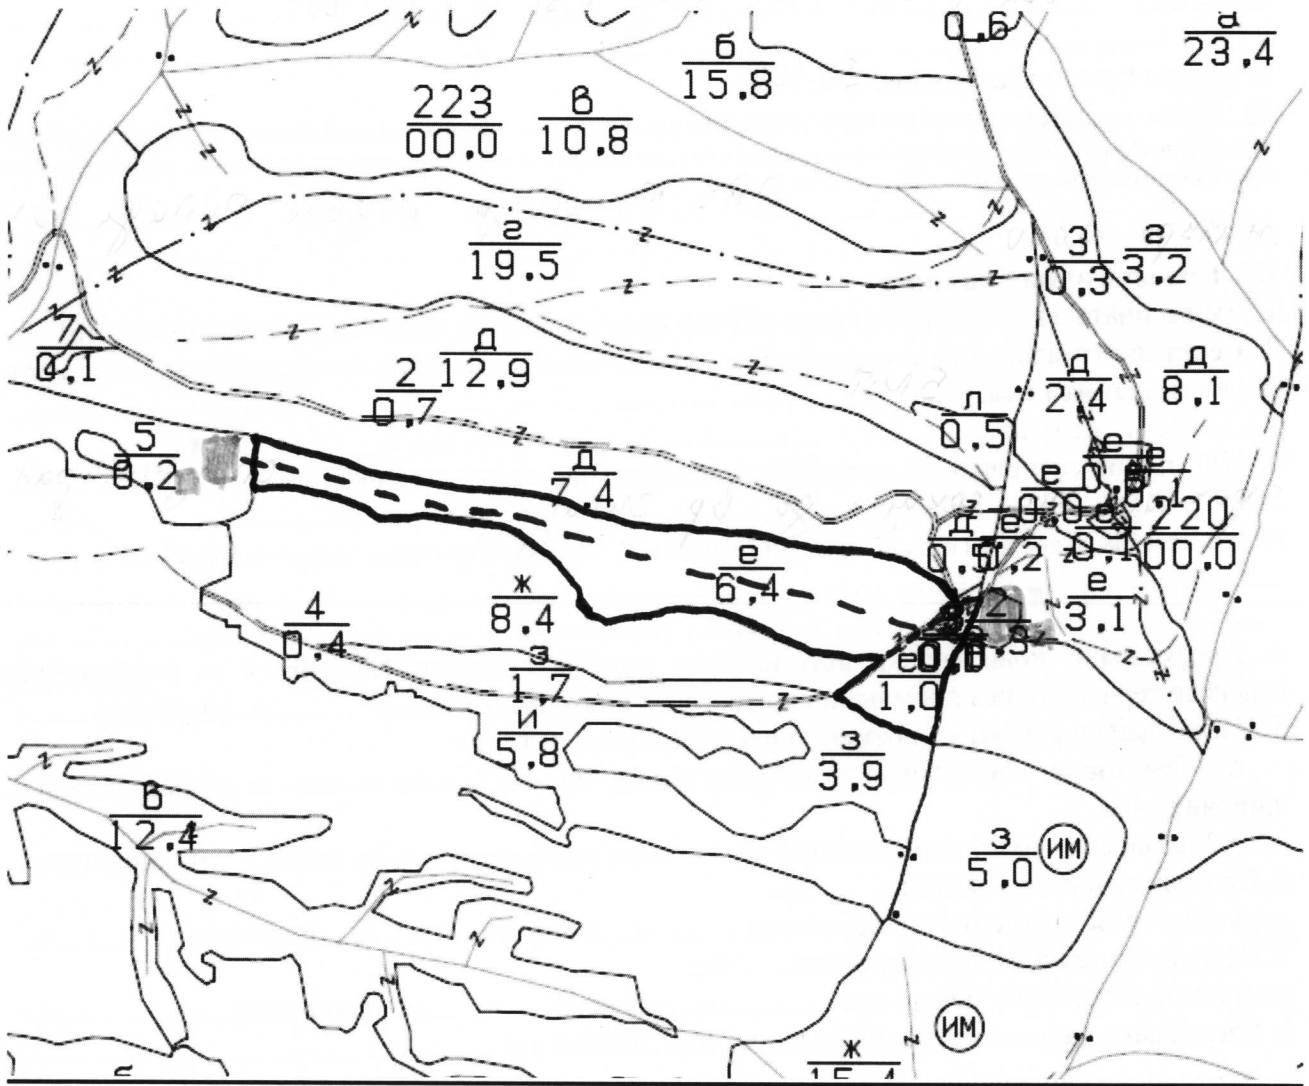 0,6
а
23,4
б
15,8
223
00,0
в
10,8
г
19,5
З
0,3
г
3,2
7
0,1
д
12,9
2
0,7
д
2,4
д
8,1
л
0,5
5
д
7,4
е
0,1
220
00,0
д
0,5
е
е
6,4
ж
8,4
е
3,1
4
0,4
з
1,7
е
1,0
и
5,8
з
3,9
в
12,4
з
5,0
ИМ
ИМ
ж